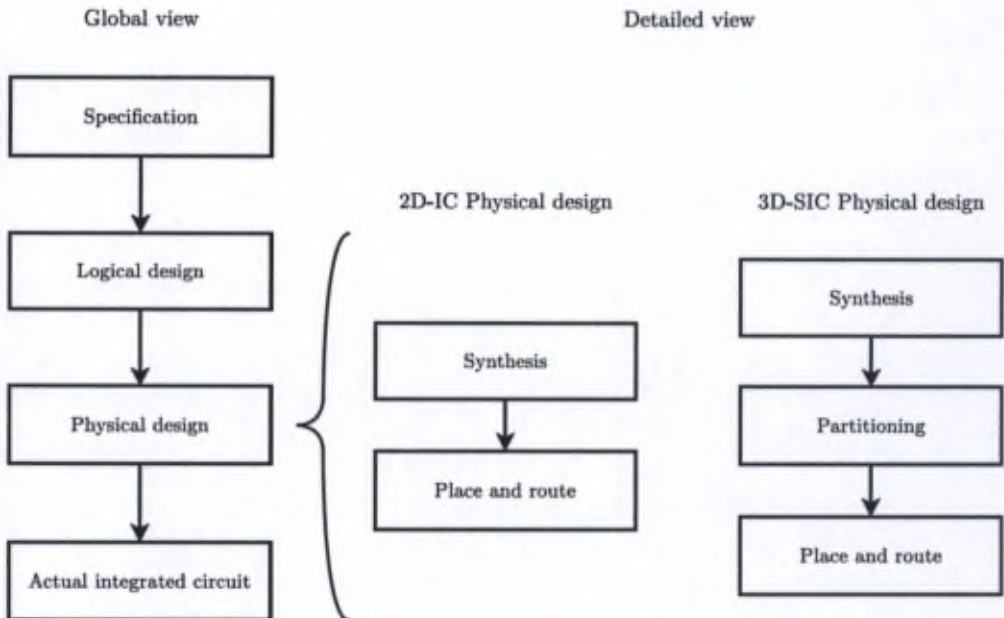 Global view
Detailed view
Specification
Logical design
Physical design
Actual integrated circuit
2D-IC Physical design
Synthesis
Place and route
3D-SIC Physical design
Synthesis
Partitioning
Place and route